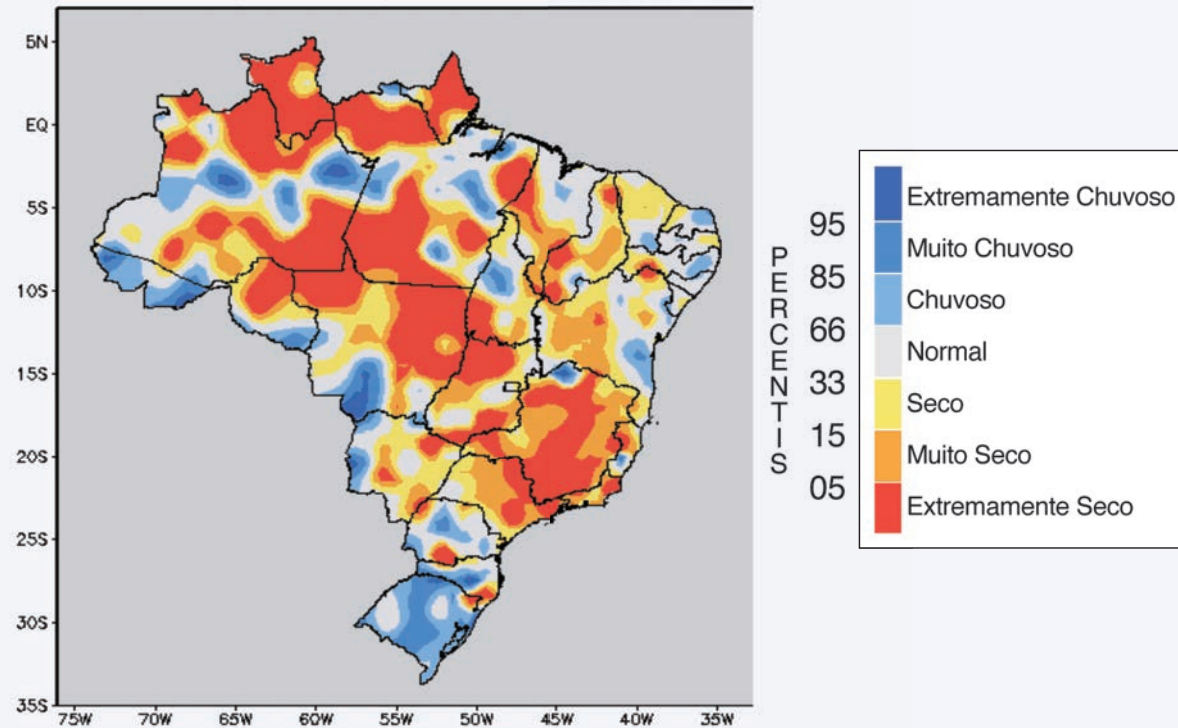 5N
EQ
5S
10S
15S
20S
25S
30S
35S
75W 70W 65W 60W 55W 50W 45W 40W 35W
PERCENTIS
95
85
66
33
15
05
Extremamente Chuvoso
Muito Chuvoso
Chuvoso
Normal
Seco
Muito Seco
Extremamente Seco